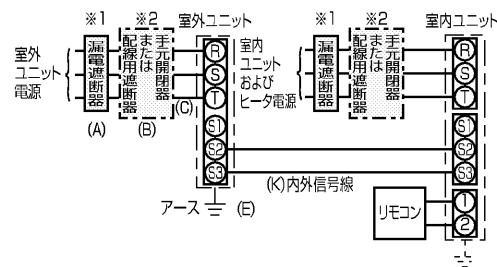 ※1
※2
室外ユニット
室外
ユニット
電源
漏電遮断器
手元開閉器
または
配線用遮断器
(A)
(B)
(C)
R
S
T
S1
S2
S3
アース
(E)
(K)内外信号線
※1
※2
室内ユニット
室内
ユニット
および
ヒータ電源
漏電遮断器
手元開閉器
または
配線用遮断器
R
S
T
S1
S2
S3
リモコン
1
2